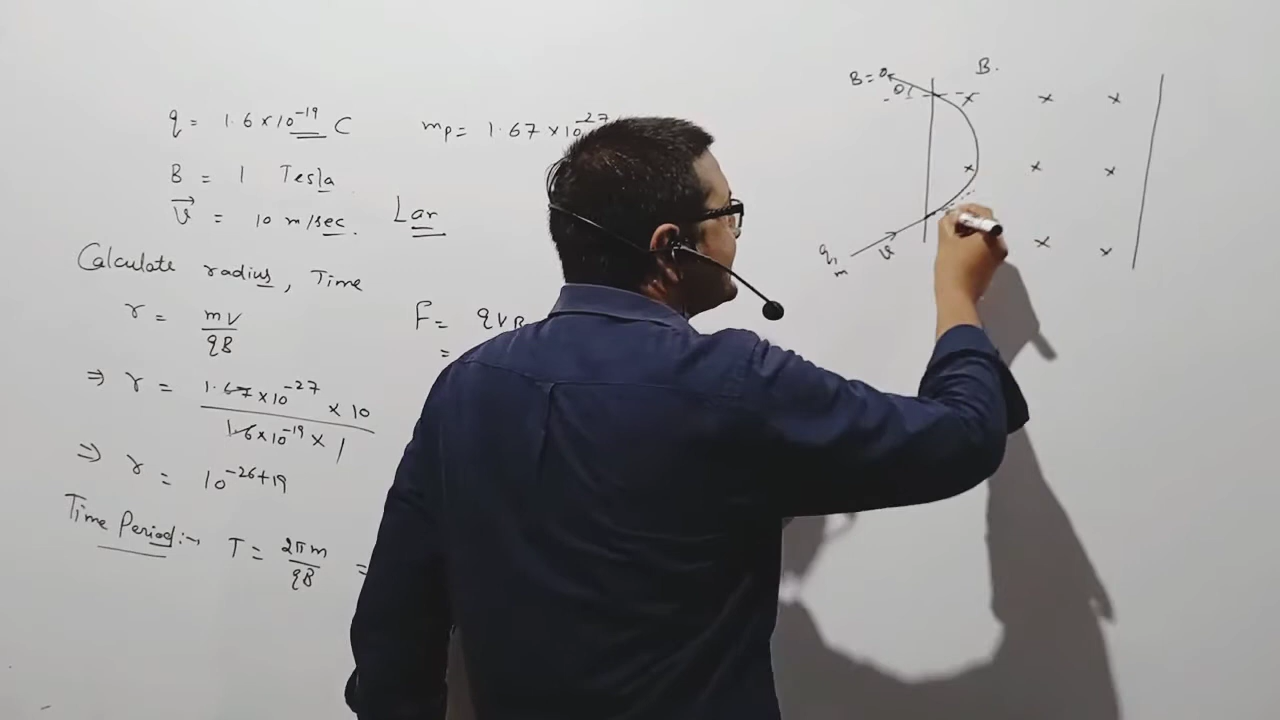 q = 1.6×10⁻¹⁹ C
mp = 1.67×10⁻²⁷
B = 1 Tesla
v⃗ = 10 m/sec.
Calculate radius, Time
r = mv/qB
F = qvB
=
⇒ r = 1.67×10⁻²⁷ × 10 / 1.6×10⁻¹⁹ × 1
⇒ r = 10⁻²⁶⁺¹⁹
Time Period:→ T = 2πm/qB =
B=0
B.
× × ×
× × ×
× ×
q,
m
v